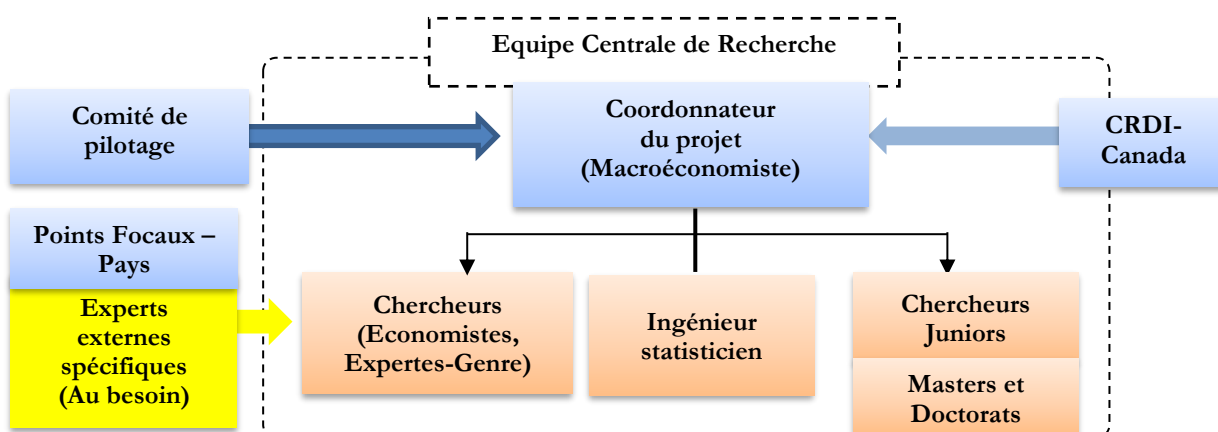 Equipe Centrale de Recherche
Comité de
pilotage
Coordonnateur
du projet
(Macroéconomiste)
CRDI-
Canada
Points Focaux –
Pays
Experts
externes
spécifiques
(Au besoin)
Chercheurs
(Economistes,
Expertes-Genre)
Ingénieur
statisticien
Chercheurs
Juniors
Masters et
Doctorats